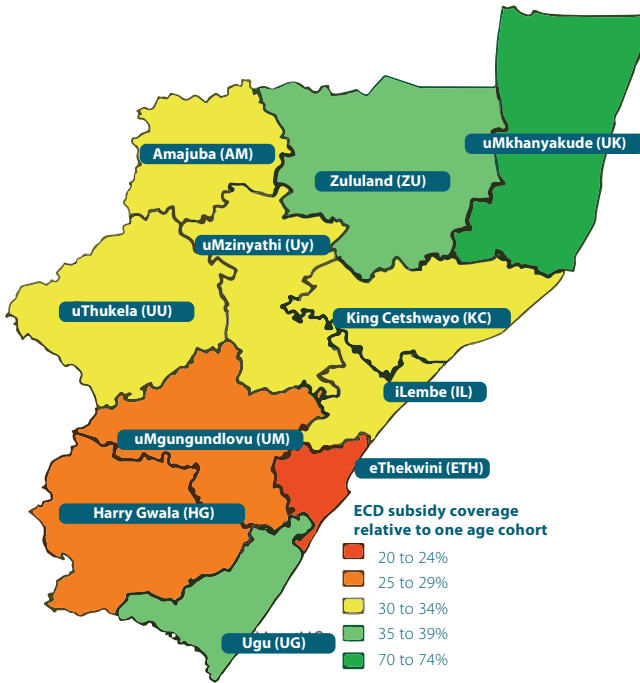 uMkhanyakude (UK)
Amajuba (AM)
Zululand (ZU)
uMzinyathi (Uy)
uThukela (UU)
King Cetshwayo (KC)
iLembe (IL)
uMgungundlovu (UM)
eThekwini (ETH)
Harry Gwala (HG)
ECD subsidy coverage
relative to one age cohort
20 to 24%
25 to 29%
30 to 34%
35 to 39%
70 to 74%
Ugu (UG)